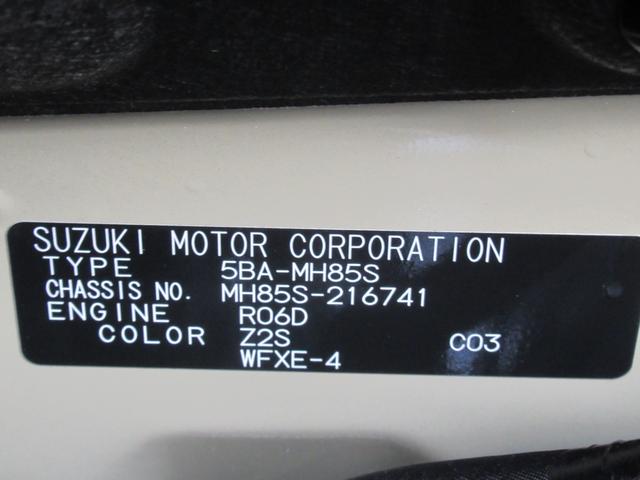 SUZUKI MOTOR CORPORATION
TYPE 5BA-MH85S
CHASSIS NO. MH85S-216741
ENGINE R06D
COLOR Z2S C03
WFXE-4